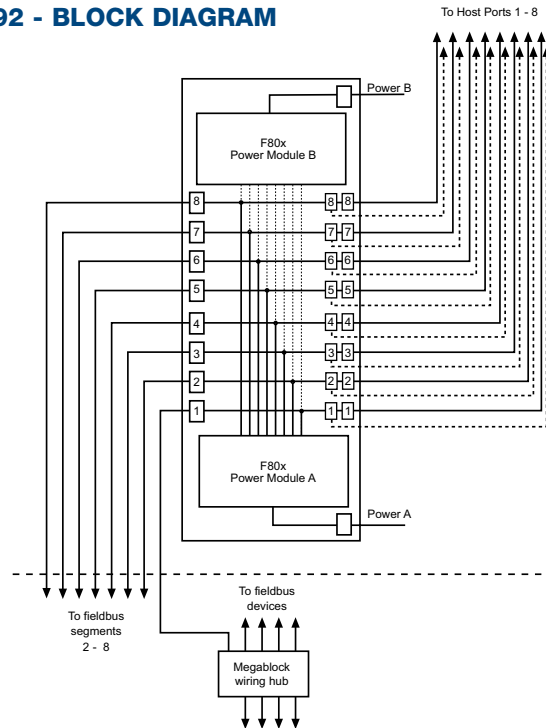 92 - BLOCK DIAGRAM
To Host Ports 1 - 8
Power B
F80x
Power Module B
8 8 8
7 7 7
6 6 6
5 5 5
4 4 4
3 3 3
2 2 2
1 1 1
F80x
Power Module A
Power A
To fieldbus
segments
2 - 8
To fieldbus
devices
Megablock
wiring hub